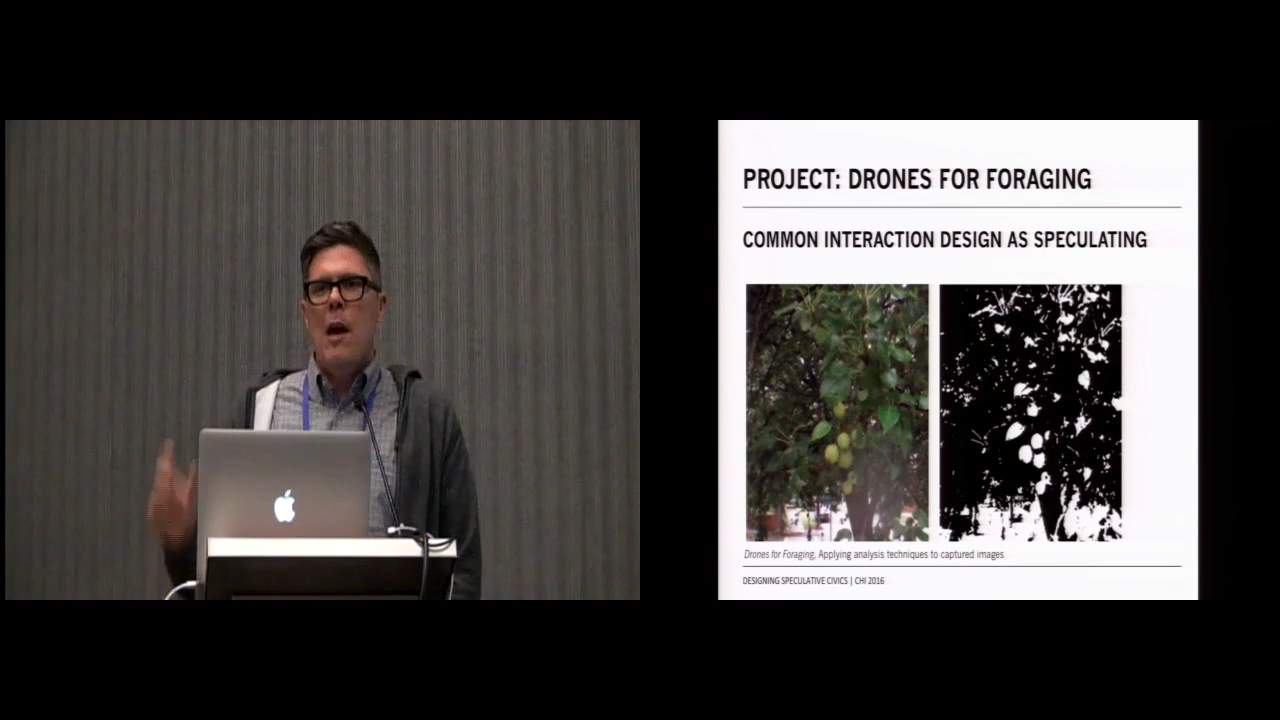 PROJECT: DRONES FOR FORAGING
COMMON INTERACTION DESIGN AS SPECULATING
Drones for Foraging, Applying analysis techniques to captured images
DESIGNING SPECULATIVE CIVICS | CHI 2016